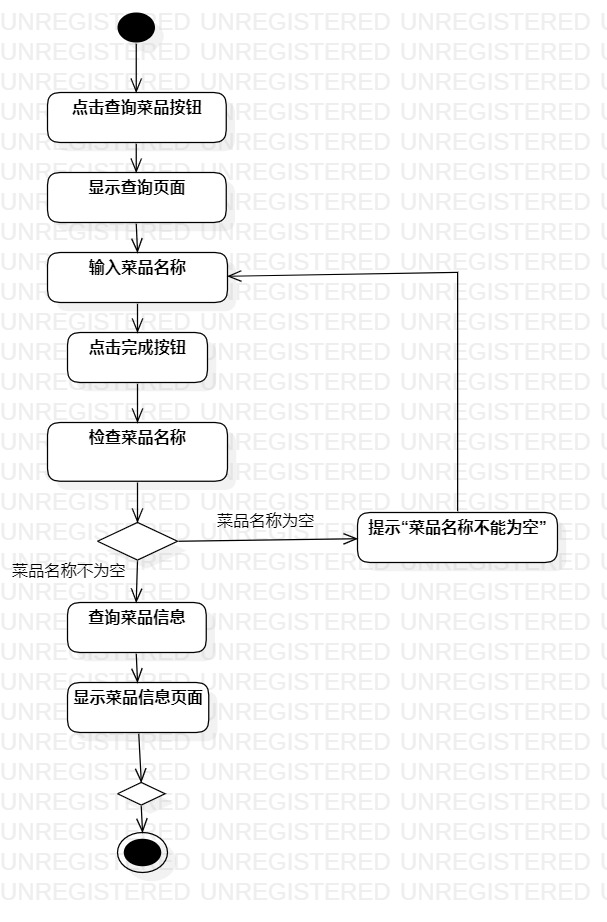 点击查询菜品按钮
显示查询页面
输入菜品名称
点击完成按钮
检查菜品名称
菜品名称为空
提示“菜品名称不能为空”
菜品名称不为空
查询菜品信息
显示菜品信息页面
UNREGISTERED UNREGISTERED UNREGISTERED